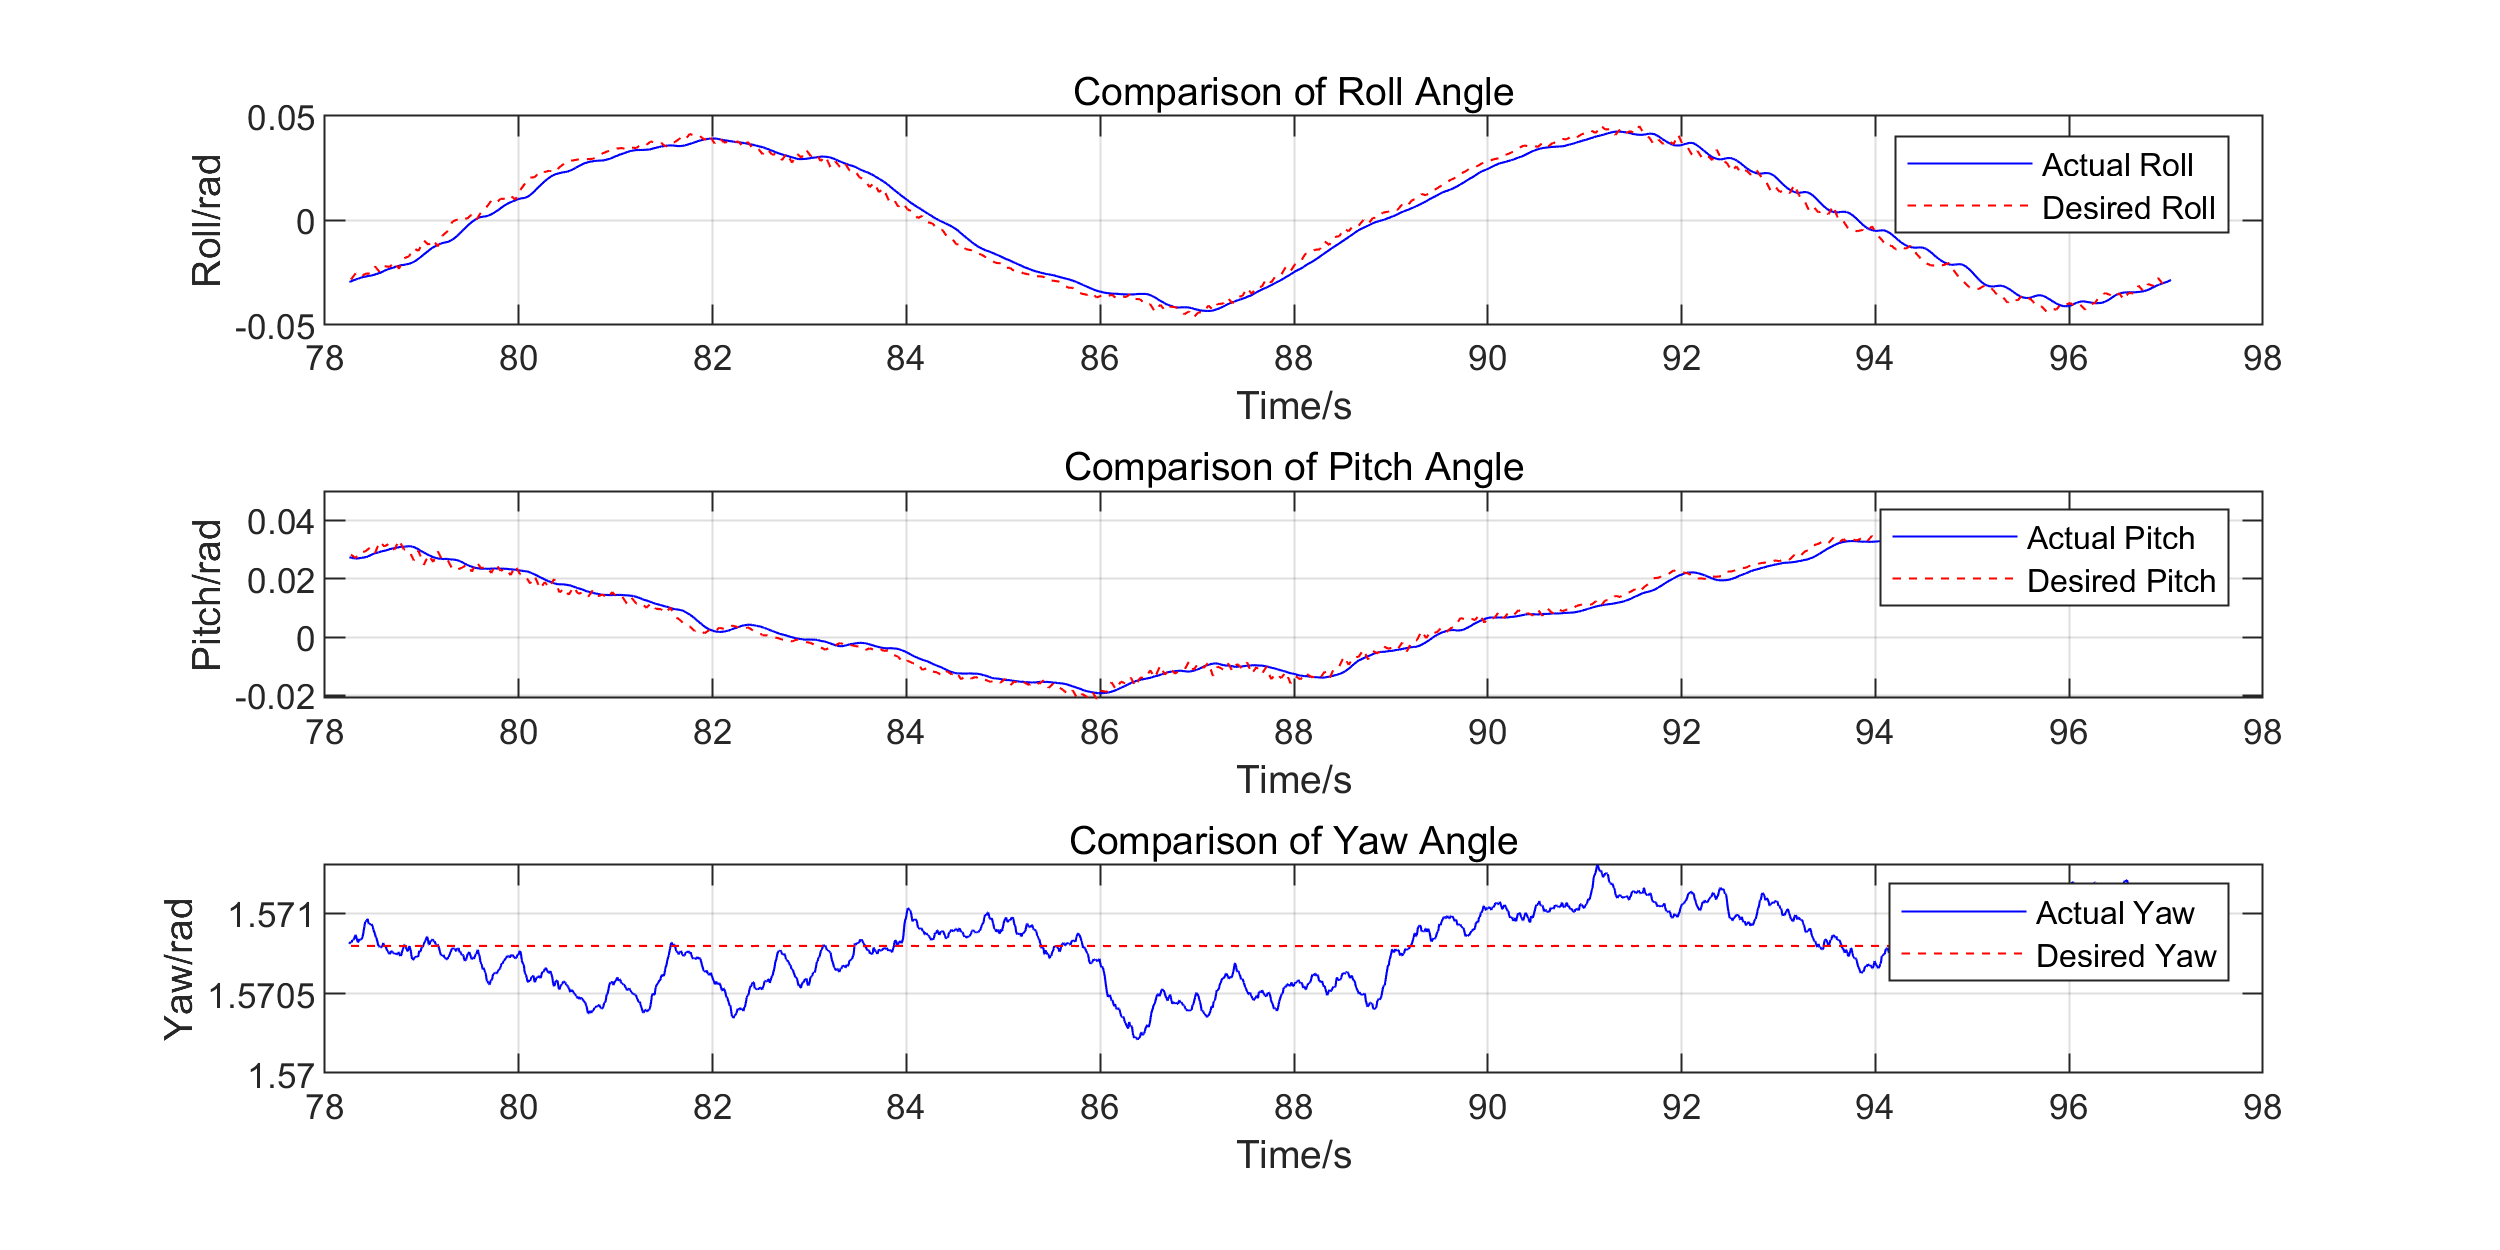 Comparison of Roll Angle
Roll/rad
0.05
0
-0.05
Actual Roll
Desired Roll
78 80 82 84 86 88 90 92 94 96 98
Time/s
Comparison of Pitch Angle
Pitch/rad
0.04
0.02
0
-0.02
Actual Pitch
Desired Pitch
78 80 82 84 86 88 90 92 94 96 98
Time/s
Comparison of Yaw Angle
Yaw/rad
1.571
1.5705
1.57
Actual Yaw
Desired Yaw
78 80 82 84 86 88 90 92 94 96 98
Time/s